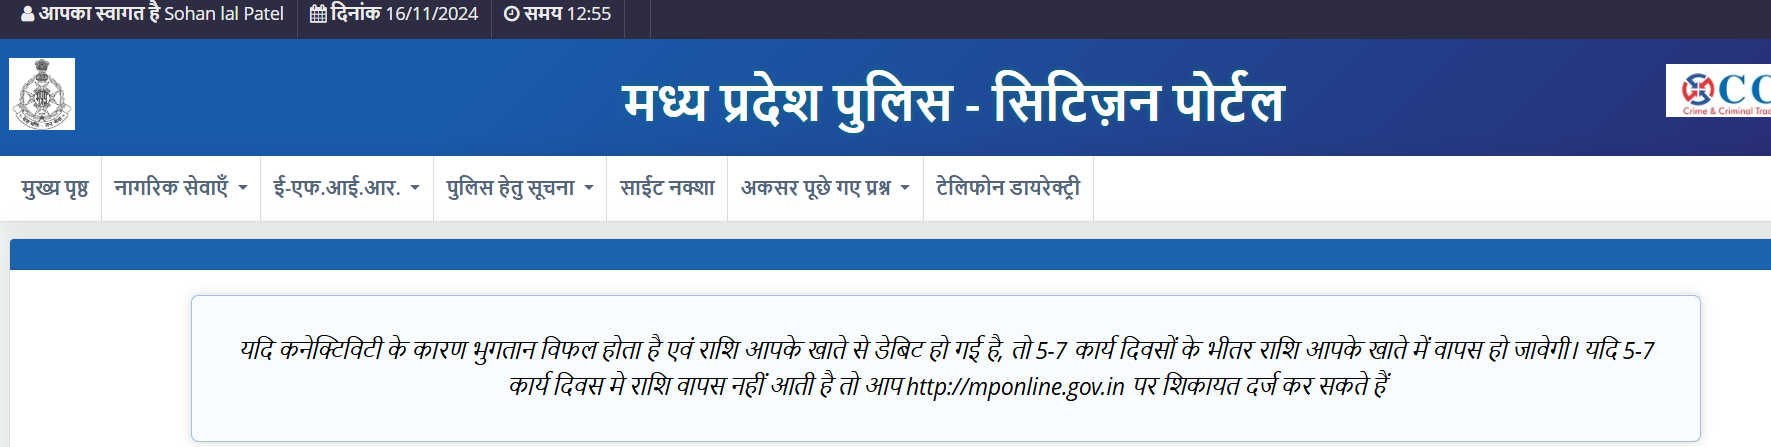 आपका स्वागत है Sohan lal Patel दिनांक 16/11/2024 समय 12:55
मध्य प्रदेश पुलिस - सिटिज़न पोर्टल
CC
Crime & Criminal Trac
मुख्य पृष्ठ नागरिक सेवाएँ ई-एफ.आई.आर. पुलिस हेतु सूचना साईट नक्शा अकसर पूछे गए प्रश्न टेलिफोन डायरेक्ट्री
यदि कनेक्टिविटी के कारण भुगतान विफल होता है एवं राशि आपके खाते से डेबिट हो गई है, तो 5-7 कार्य दिवसों के भीतर राशि आपके खाते में वापस हो जावेगी। यदि 5-7
कार्य दिवस मे राशि वापस नहीं आती है तो आप http://mponline.gov.in पर शिकायत दर्ज कर सकते हैं